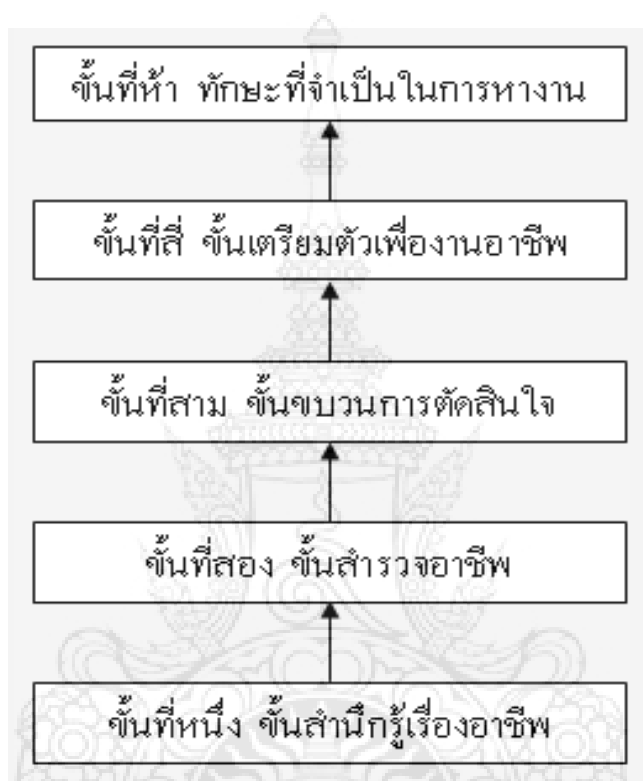 ขั้นที่ห้า ทักษะที่จำเป็นในการหางาน
ขั้นที่สี่ ขั้นเตรียมตัวเพื่องานอาชีพ
ขั้นที่สาม ขั้นขบวนการตัดสินใจ
ขั้นที่สอง ขั้นสำรวจอาชีพ
ขั้นที่หนึ่ง ขั้นสำนึกรู้เรื่องอาชีพ